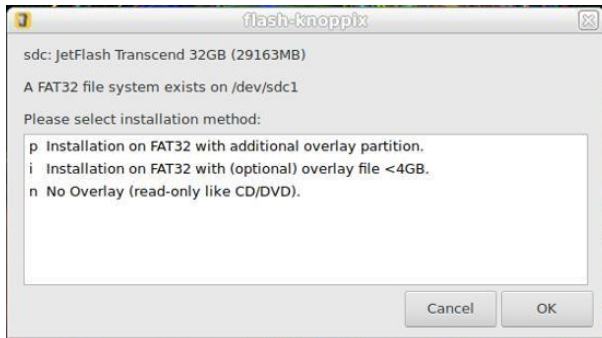 flash-knoppix
sdc: JetFlash Transcend 32GB (29163MB)
A FAT32 file system exists on /dev/sdc1
Please select installation method:
p Installation on FAT32 with additional overlay partition.
i Installation on FAT32 with (optional) overlay file <4GB.
n No Overlay (read-only like CD/DVD).
Cancel OK